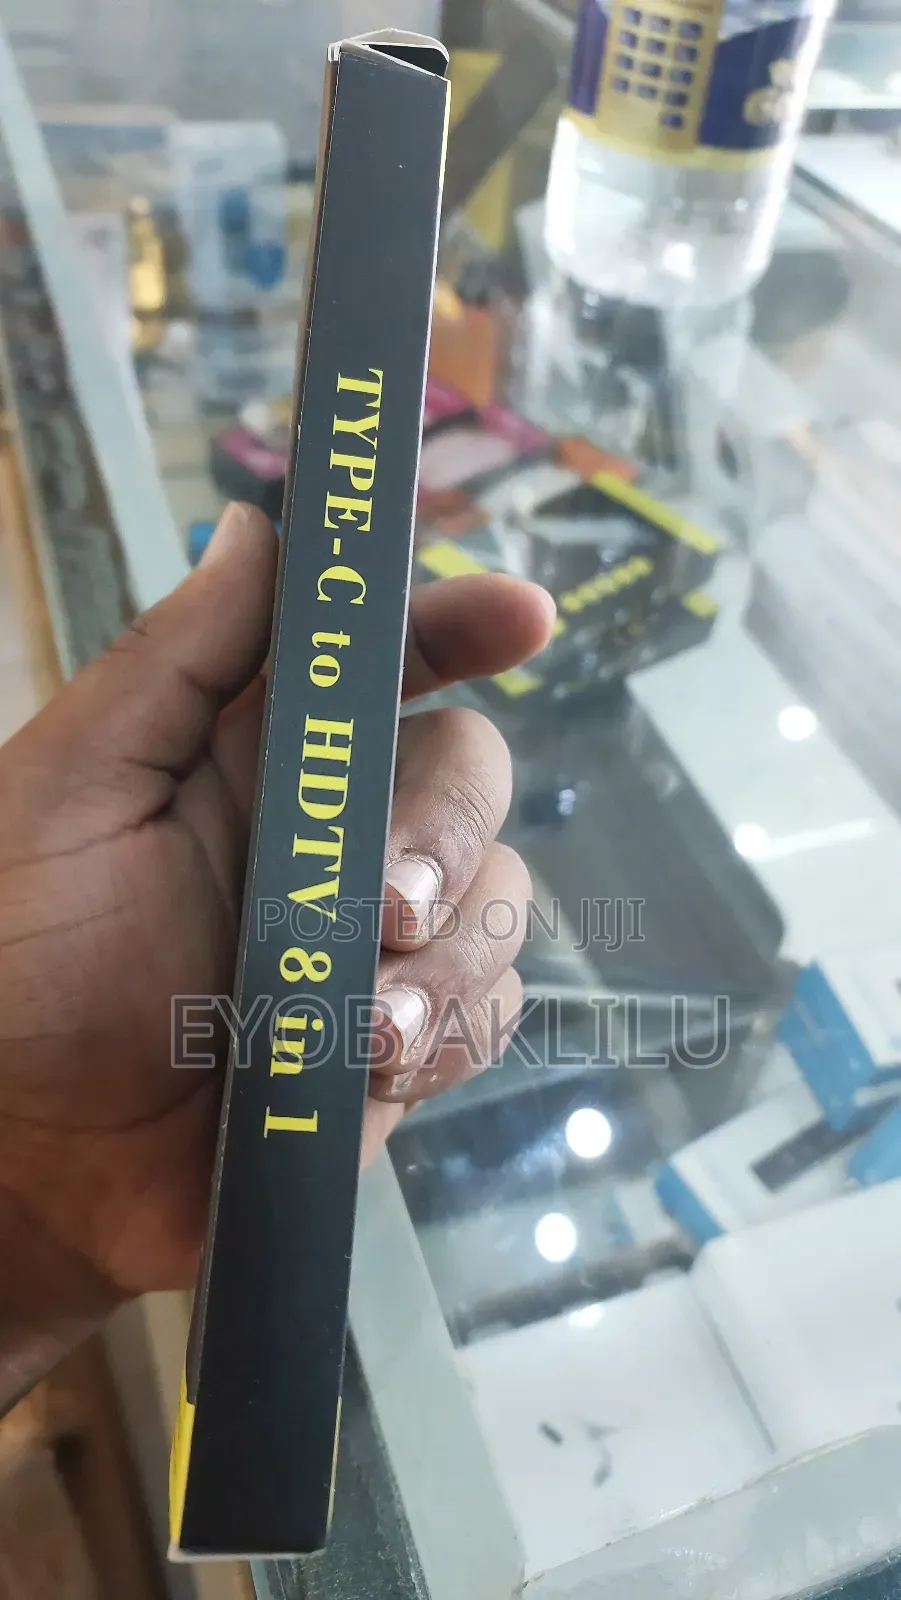 TYPE-C to HDTV 8 in 1
POSTED ON JIJI
EYOB AKLILU